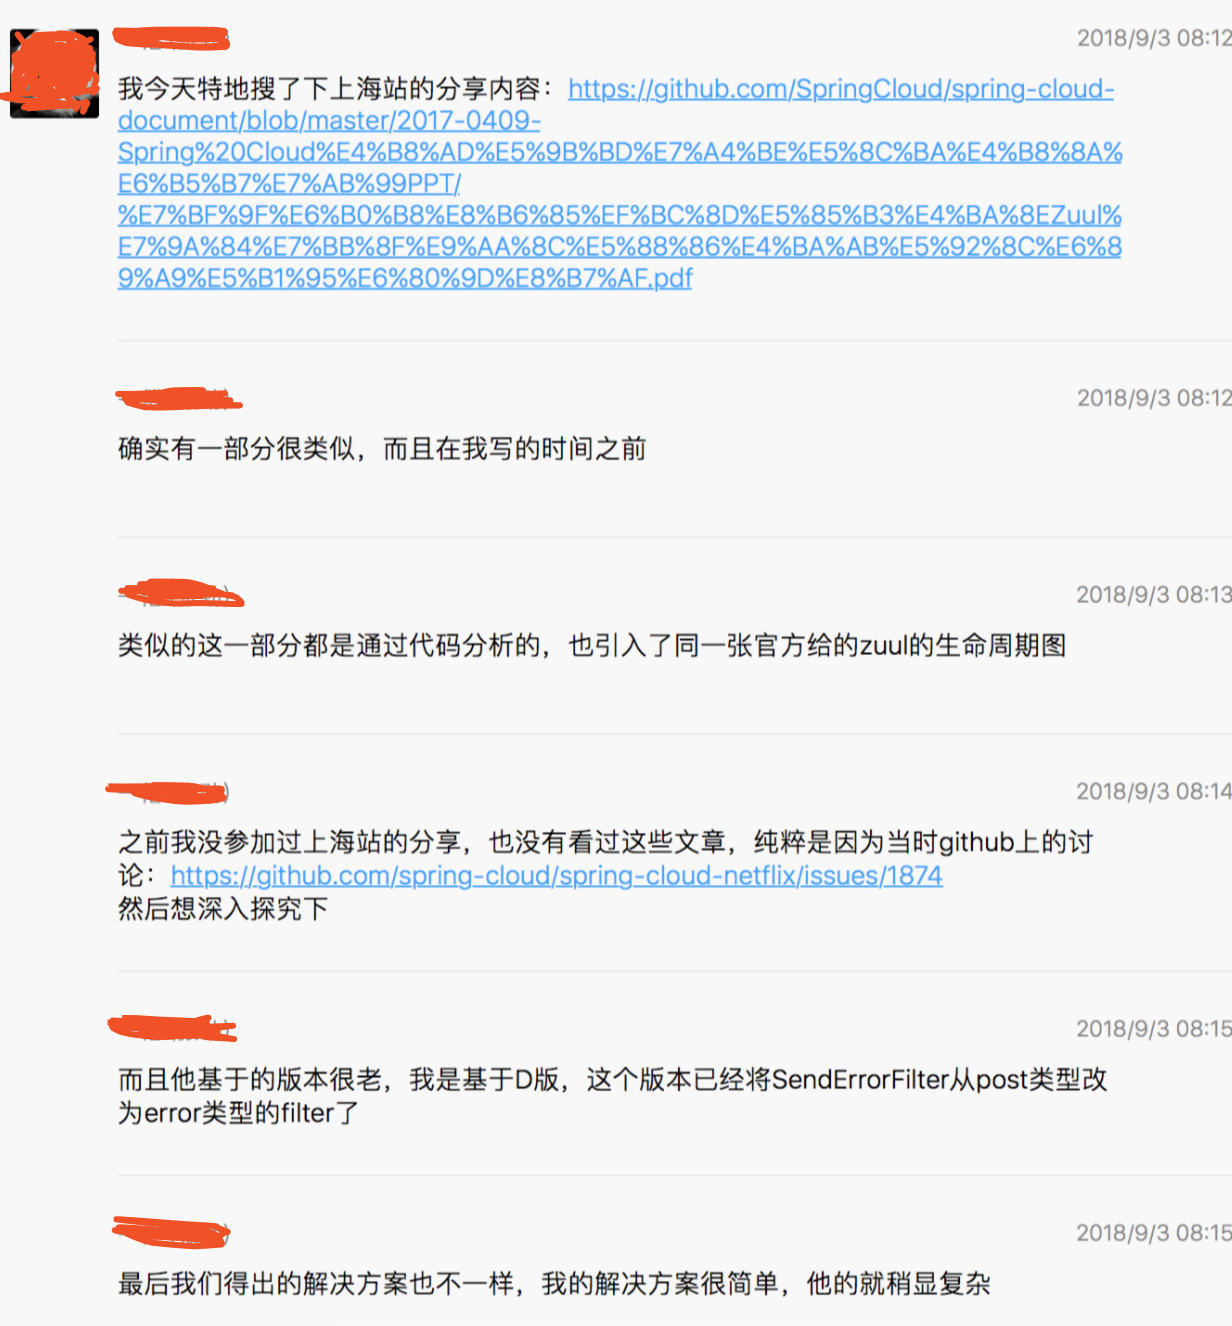 2018/9/3 08:12
我今天特地搜了下上海站的分享内容：https://github.com/SpringCloud/spring-cloud-
document/blob/master/2017-0409-
Spring%20Cloud%E4%B8%AD%E5%9B%BD%E7%A4%BE%E5%8C%BA%E4%B8%8A%
E6%B5%B7%E7%AB%99PPT/
%E7%BF%9F%E6%B0%B8%E8%B6%85%EF%BC%8D%E5%85%B3%E4%BA%8EZuul%
E7%9A%84%E7%BB%8F%E9%AA%8C%E5%88%86%E4%BA%AB%E5%92%8C%E6%8
9%A9%E5%B1%95%E6%80%9D%E8%B7%AF.pdf
2018/9/3 08:12
确实有一部分很类似，而且在我写的时间之前
2018/9/3 08:13
类似的这一部分都是通过代码分析的，也引入了同一张官方给的zuul的生命周期图
2018/9/3 08:14
之前我没参加过上海站的分享，也没有看过这些文章，纯粹是因为当时github上的讨
论：https://github.com/spring-cloud/spring-cloud-netflix/issues/1874
然后想深入探究下
2018/9/3 08:15
而且他基于的版本很老，我是基于D版，这个版本已经将SendErrorFilter从post类型改
为error类型的filter了
2018/9/3 08:15
最后我们得出的解决方案也不一样，我的解决方案很简单，他的就稍显复杂